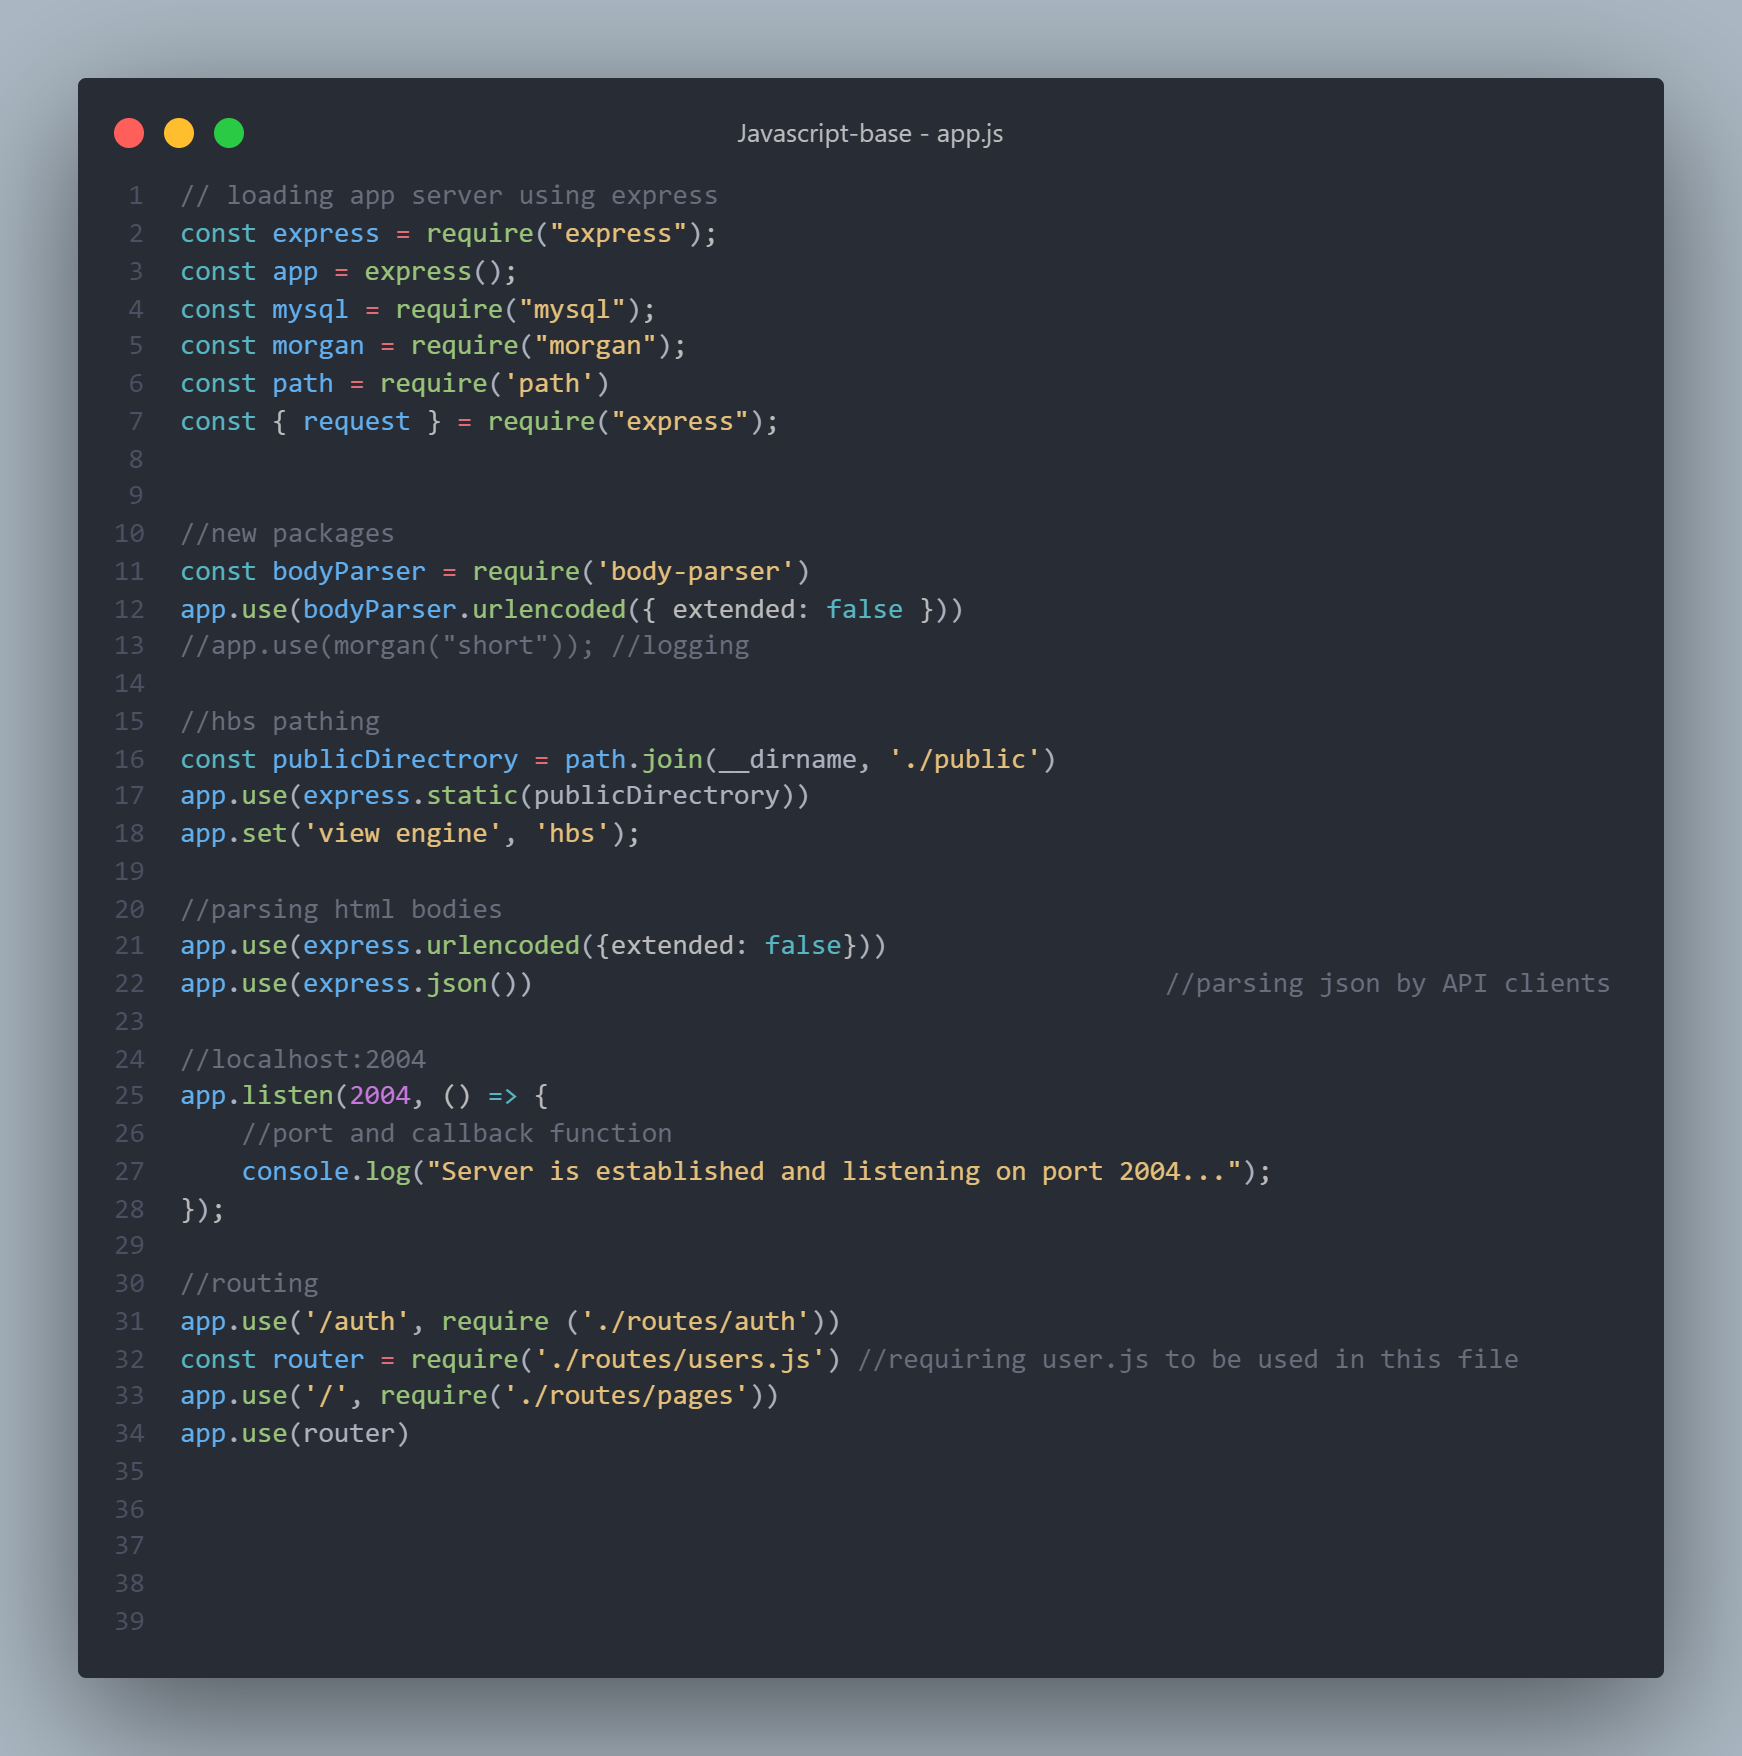 Javascript-base - app.js
1 // loading app server using express
2 const express = require("express");
3 const app = express();
4 const mysql = require("mysql");
5 const morgan = require("morgan");
6 const path = require('path')
7 const { request } = require("express");
8
9
10 //new packages
11 const bodyParser = require('body-parser')
12 app.use(bodyParser.urlencoded({ extended: false }))
13 //app.use(morgan("short")); //logging
14
15 //hbs pathing
16 const publicDirectrory = path.join(__dirname, './public')
17 app.use(express.static(publicDirectrory))
18 app.set('view engine', 'hbs');
19
20 //parsing html bodies
21 app.use(express.urlencoded({extended: false}))
22 app.use(express.json())                                         //parsing json by API clients
23
24 //localhost:2004
25 app.listen(2004, () => {
26     //port and callback function
27     console.log("Server is established and listening on port 2004...");
28 });
29
30 //routing
31 app.use('/auth', require ('./routes/auth'))
32 const router = require('./routes/users.js') //requiring user.js to be used in this file
33 app.use('/', require('./routes/pages'))
34 app.use(router)
35
36
37
38
39